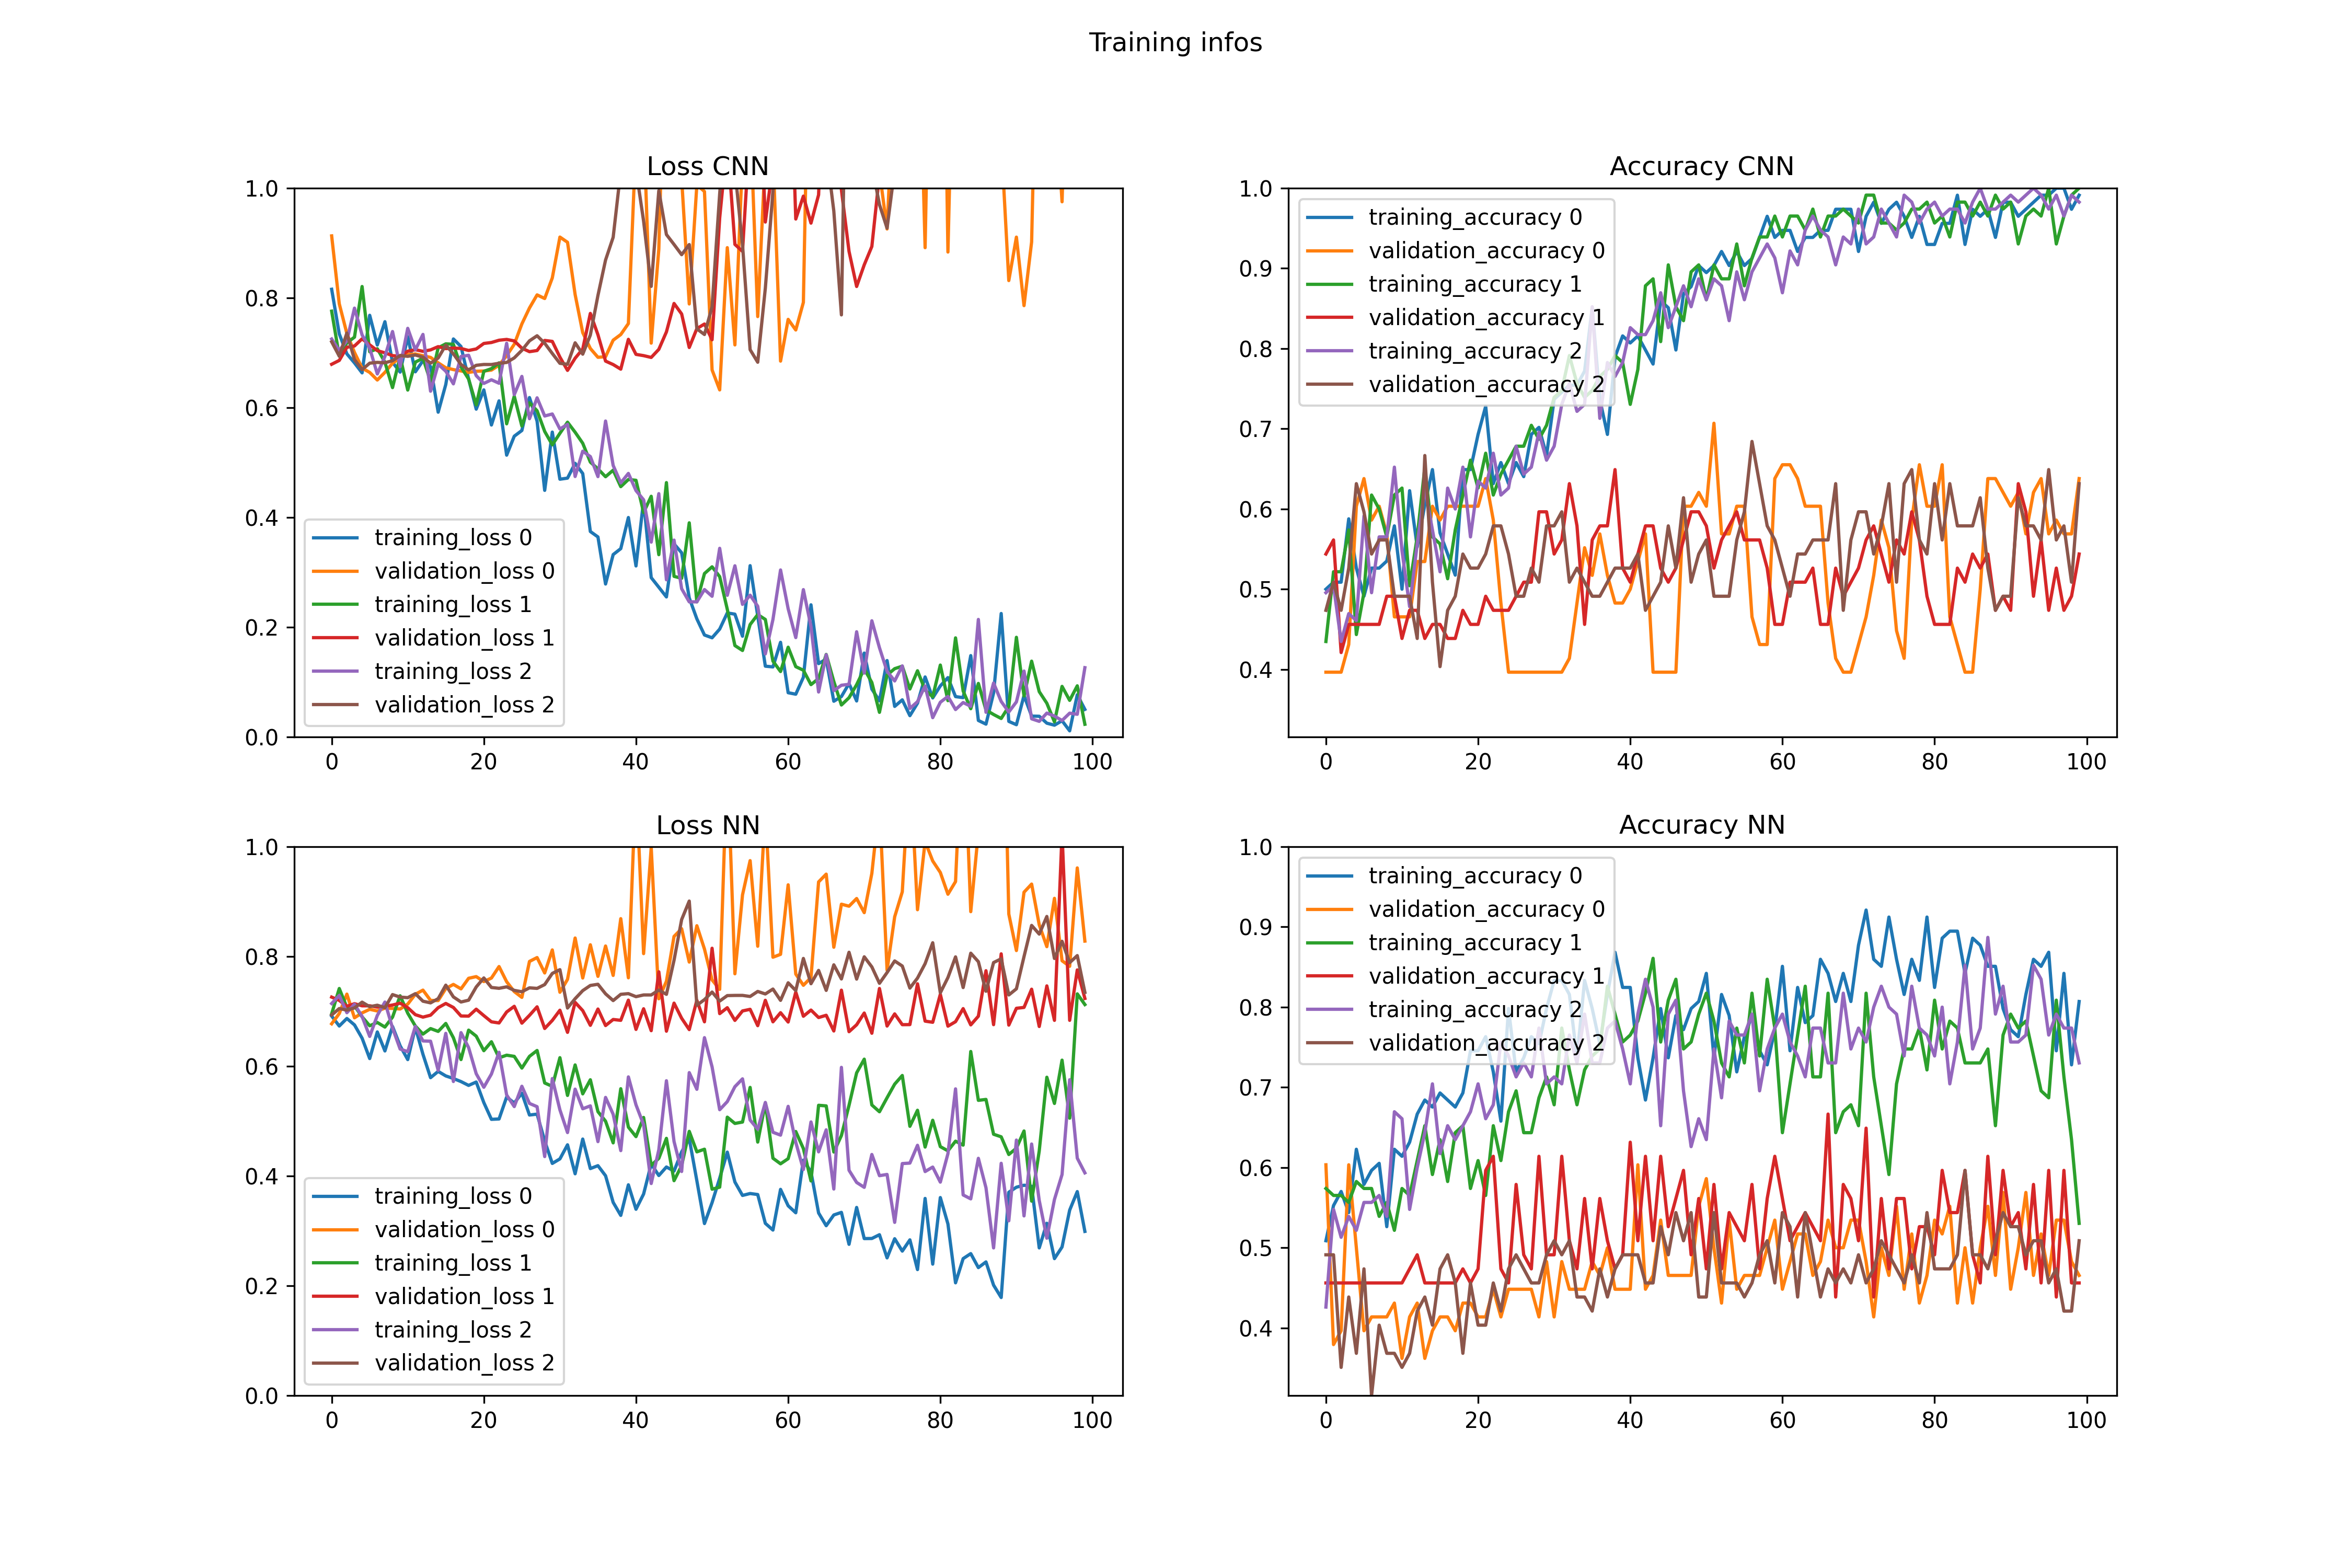 Training infos
Loss CNN
1.0
0.8
0.6
0.4
0.2
0.0
training_loss 0
validation_loss 0
training_loss 1
validation_loss 1
training_loss 2
validation_loss 2
0 20 40 60 80 100
Accuracy CNN
1.0
0.9
0.8
0.7
0.6
0.5
0.4
training_accuracy 0
validation_accuracy 0
training_accuracy 1
validation_accuracy 1
training_accuracy 2
validation_accuracy 2
0 20 40 60 80 100
Loss NN
1.0
0.8
0.6
0.4
0.2
0.0
training_loss 0
validation_loss 0
training_loss 1
validation_loss 1
training_loss 2
validation_loss 2
0 20 40 60 80 100
Accuracy NN
1.0
0.9
0.8
0.7
0.6
0.5
0.4
training_accuracy 0
validation_accuracy 0
training_accuracy 1
validation_accuracy 1
training_accuracy 2
validation_accuracy 2
0 20 40 60 80 100